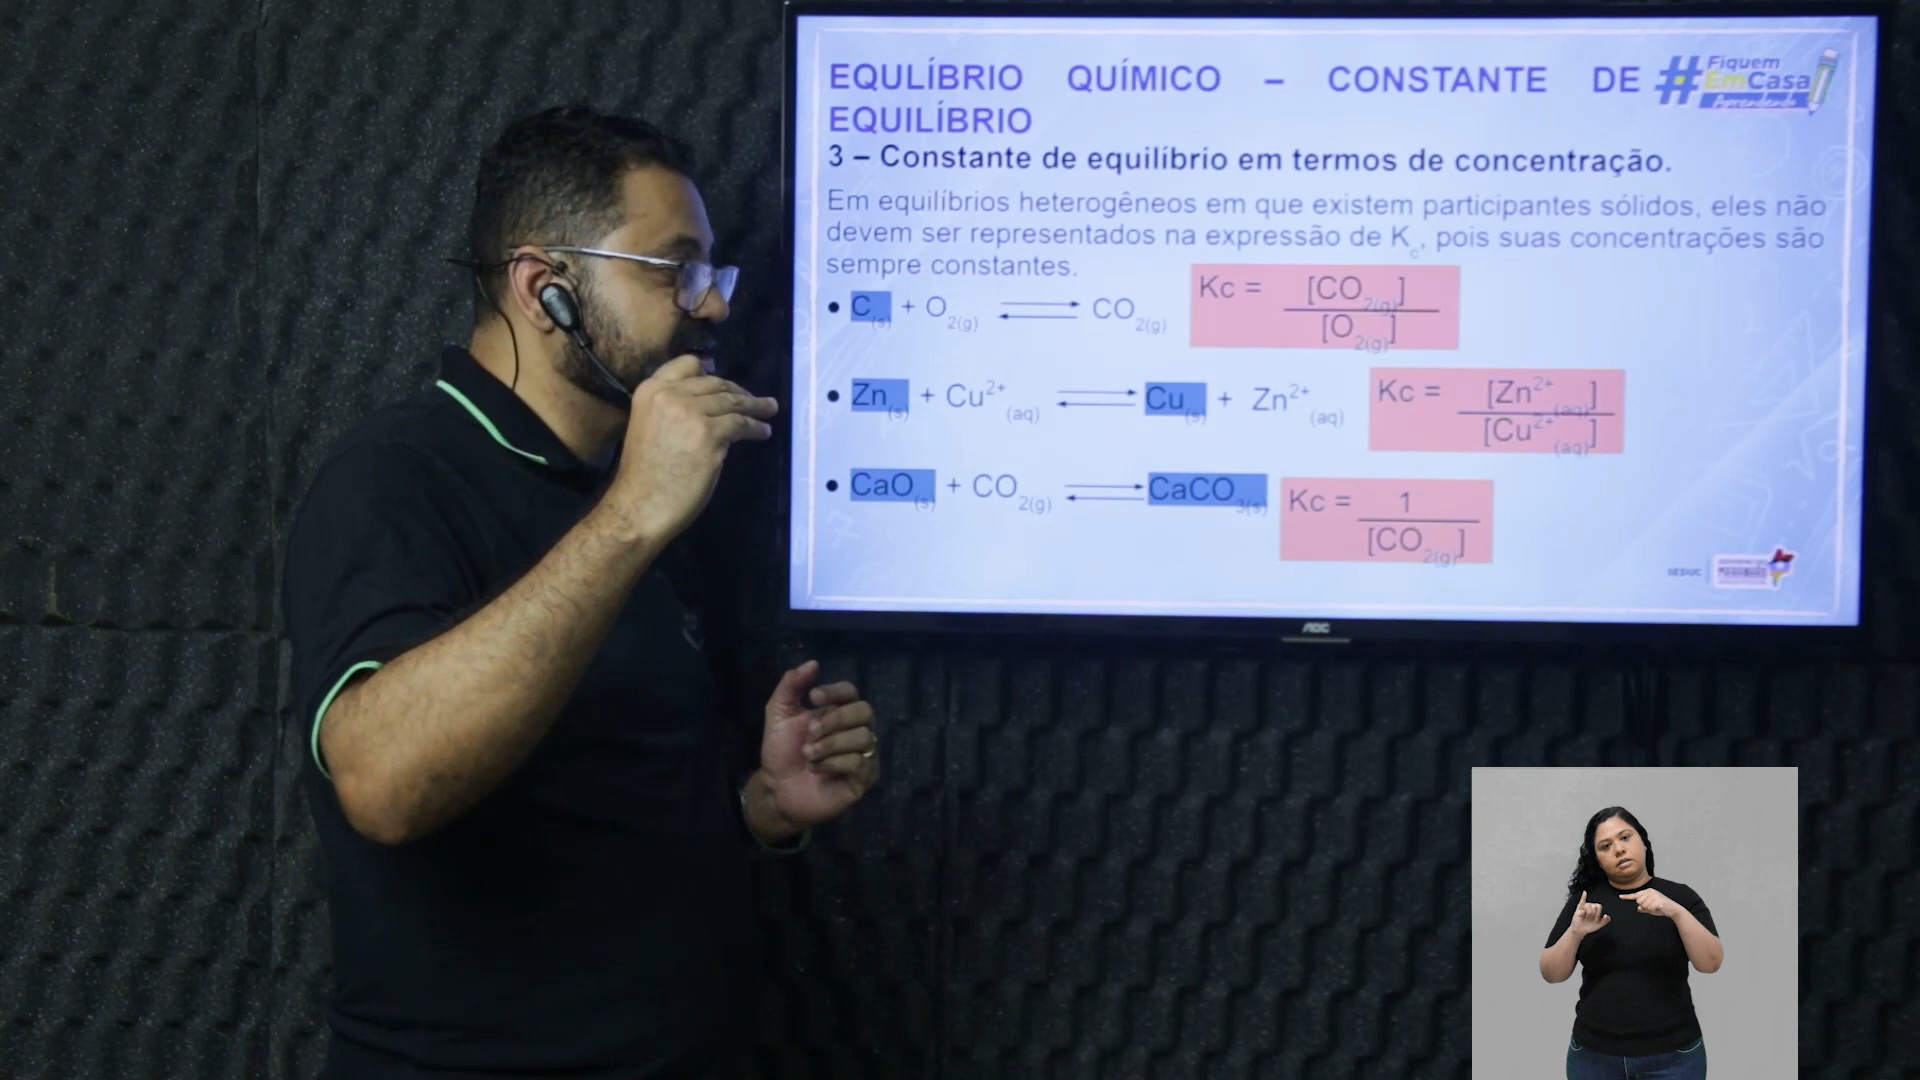 EQULÍBRIO QUÍMICO – CONSTANTE DE
EQUILÍBRIO
#Fiquem
EmCasa
Aprendendo
3 – Constante de equilíbrio em termos de concentração.
Em equilíbrios heterogêneos em que existem participantes sólidos, eles não
devem ser representados na expressão de Kc, pois suas concentrações são
sempre constantes.
• C(s) + O2(g) ⇌ CO2(g) Kc = [CO2(g)] / [O2(g)]
• Zn(s) + Cu²⁺(aq) ⇌ Cu(s) + Zn²⁺(aq) Kc = [Zn²⁺(aq)] / [Cu²⁺(aq)]
• CaO(s) + CO2(g) ⇌ CaCO3(s) Kc = 1 / [CO2(g)]
SEDUC
AOC